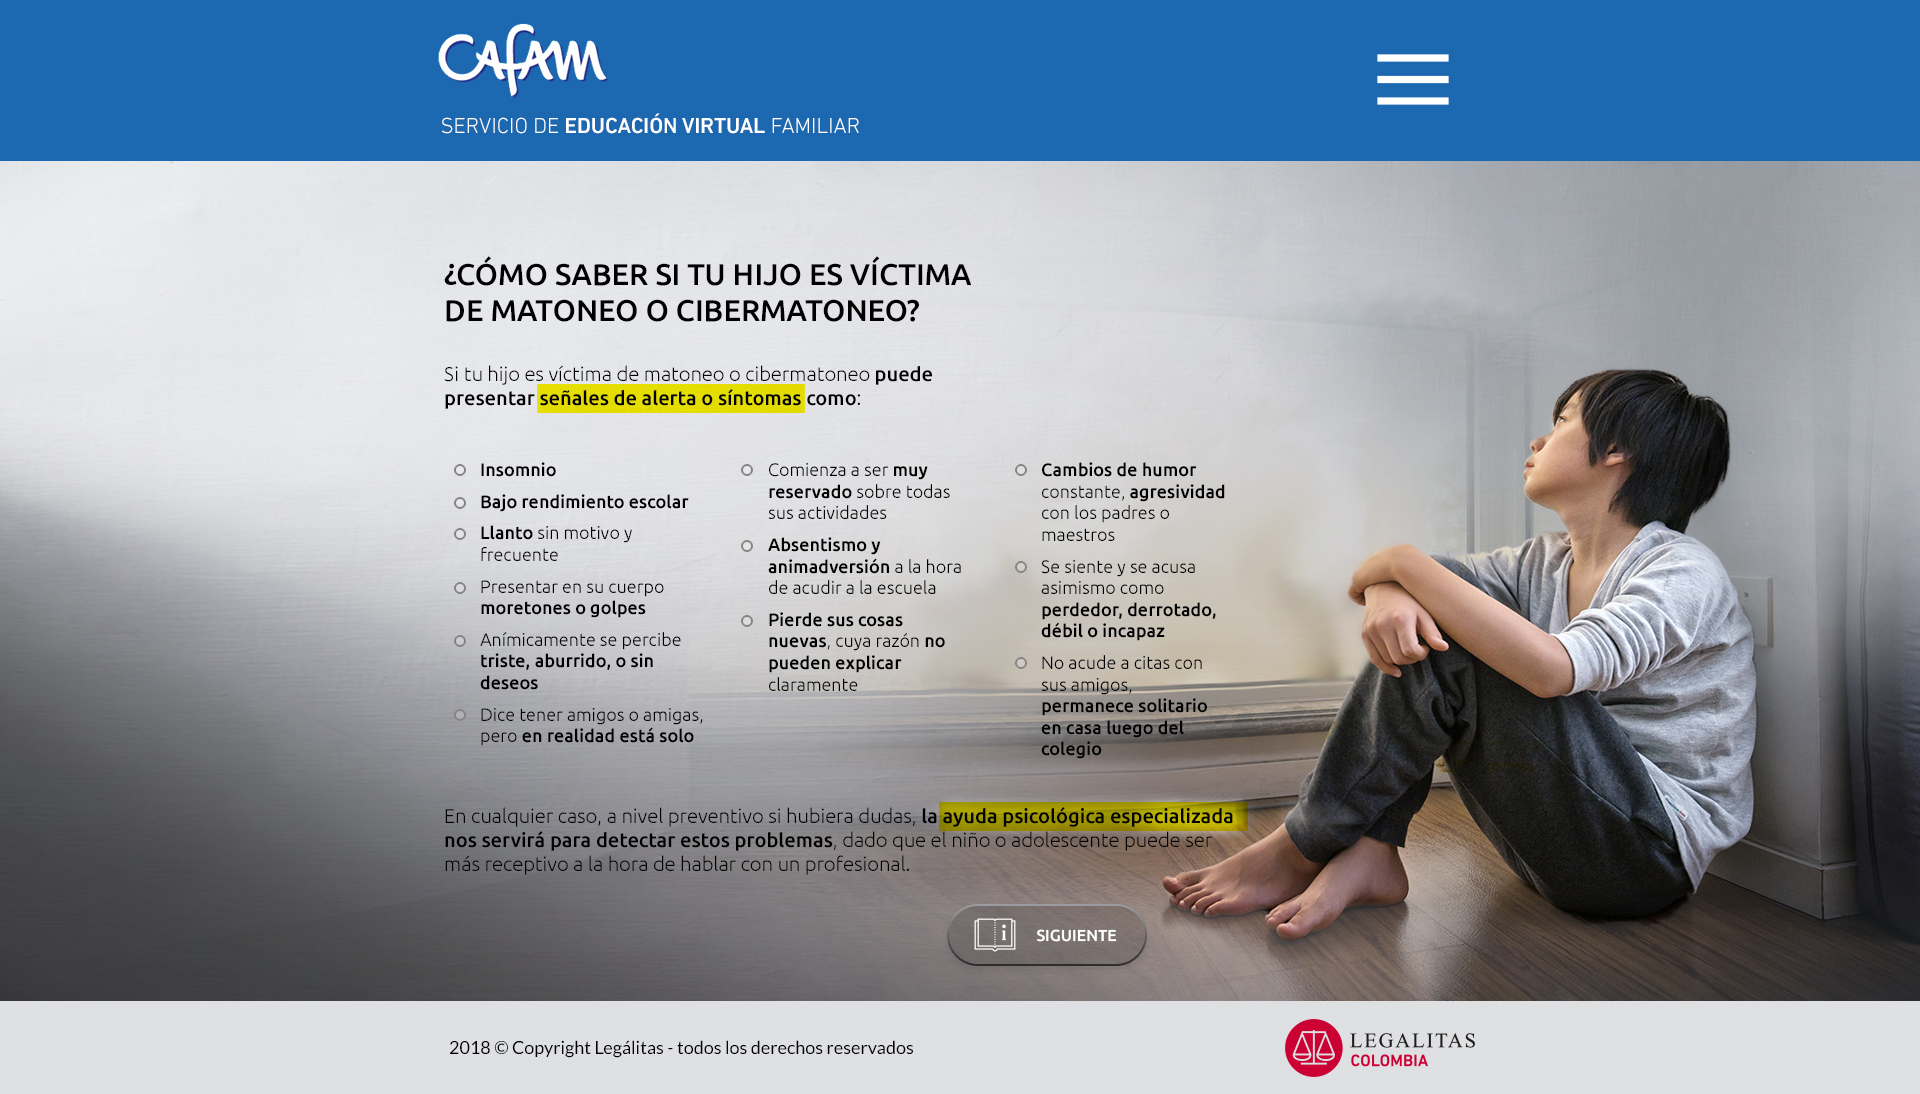 Cafam
SERVICIO DE EDUCACIÓN VIRTUAL FAMILIAR
¿CÓMO SABER SI TU HIJO ES VÍCTIMA
DE MATONEO O CIBERMATONEO?
Si tu hijo es víctima de matoneo o cibermatoneo puede
presentar señales de alerta o síntomas como:
Insomnio
Bajo rendimiento escolar
Llanto sin motivo y
frecuente
Presentar en su cuerpo
moretones o golpes
Anímicamente se percibe
triste, aburrido, o sin
deseos
Dice tener amigos o amigas,
pero en realidad está solo
Comienza a ser muy
reservado sobre todas
sus actividades
Absentismo y
animadversión a la hora
de acudir a la escuela
Pierde sus cosas
nuevas, cuya razón no
pueden explicar
claramente
Cambios de humor
constante, agresividad
con los padres o
maestros
Se siente y se acusa
asimismo como
perdedor, derrotado,
débil o incapaz
No acude a citas con
sus amigos,
permanece solitario
en casa luego del
colegio
En cualquier caso, a nivel preventivo si hubiera dudas, la ayuda psicológica especializada
nos servirá para detectar estos problemas, dado que el niño o adolescente puede ser
más receptivo a la hora de hablar con un profesional.
i SIGUIENTE
2018 © Copyright Legálitas - todos los derechos reservados
LEGALITAS
COLOMBIA